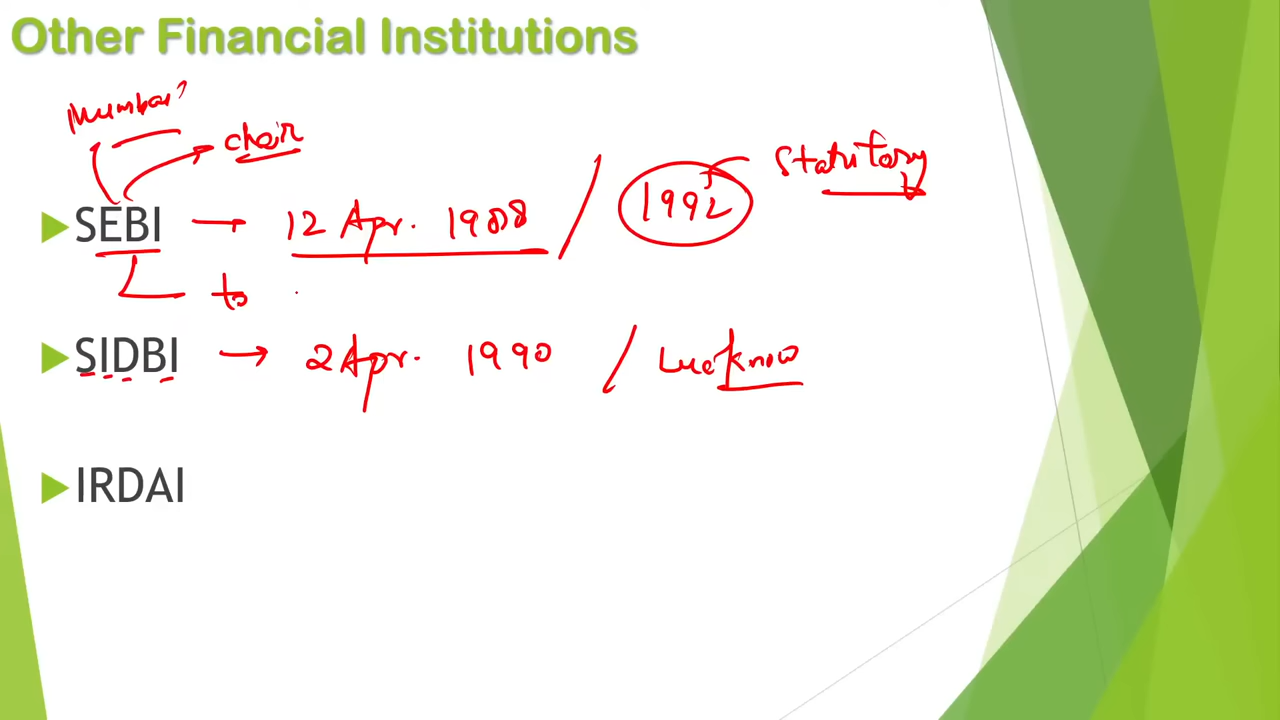 Other Financial Institutions
Mumbai
chair
SEBI → 12 Apr. 1988 / 1992 Statutory
to
SIDBI → 2 Apr. 1990 / Lucknow
IRDAI